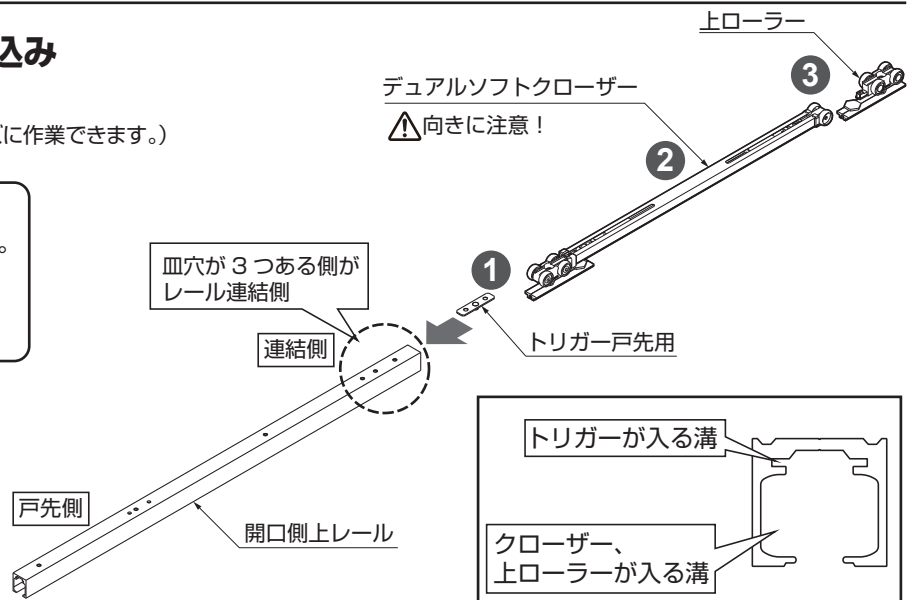 込み
上ローラー
3
デュアルソフトクローザー
向きに注意！
に作業できます。）
2
。
皿穴が 3 つある側が
レール連結側
1
連結側
トリガー戸先用
トリガーが入る溝
戸先側
開口側上レール
クローザー、
上ローラーが入る溝